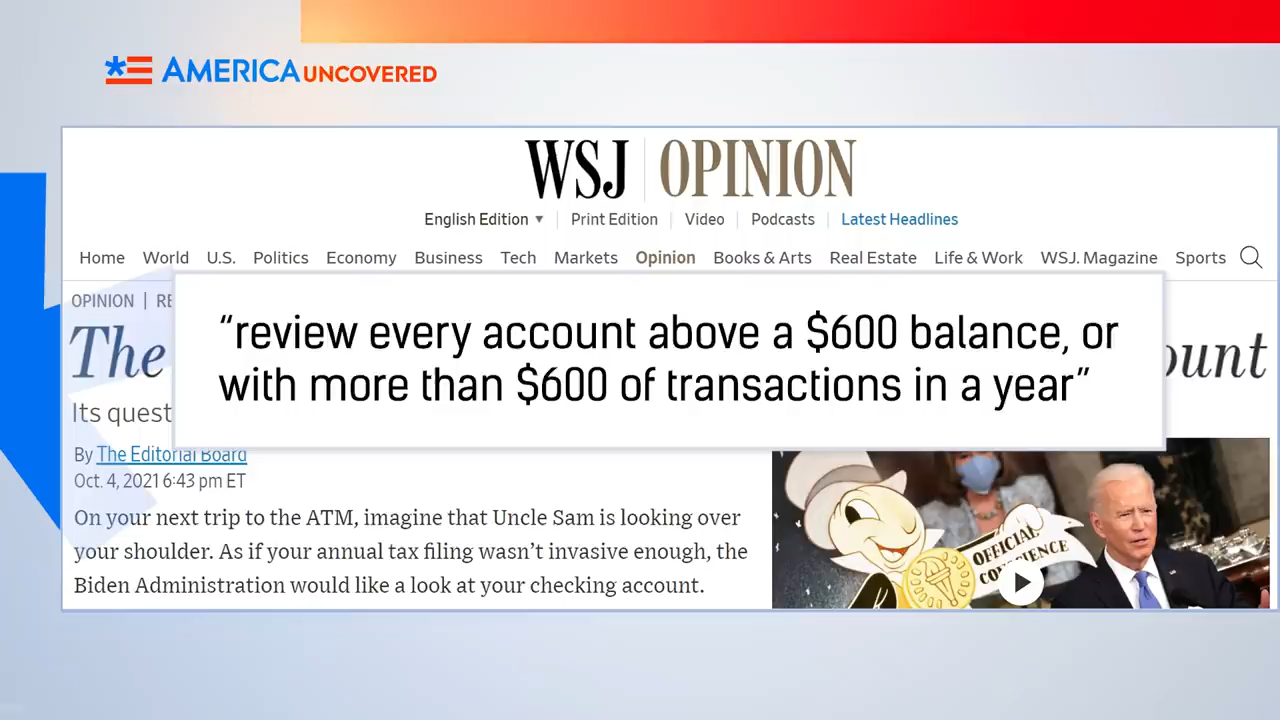 AMERICA UNCOVERED
WSJ OPINION
English Edition Print Edition Video Podcasts Latest Headlines
Home World U.S. Politics Economy Business Tech Markets Opinion Books & Arts Real Estate Life & Work WSJ. Magazine Sports
OPINION |
The
“review every account above a $600 balance, or
with more than $600 of transactions in a year”
Its
By The Editorial Board
Oct. 4, 2021 6:43 pm ET
On your next trip to the ATM, imagine that Uncle Sam is looking over
your shoulder. As if your annual tax filing wasn’t invasive enough, the
Biden Administration would like a look at your checking account.
OFFICIAL
CONSCIENCE